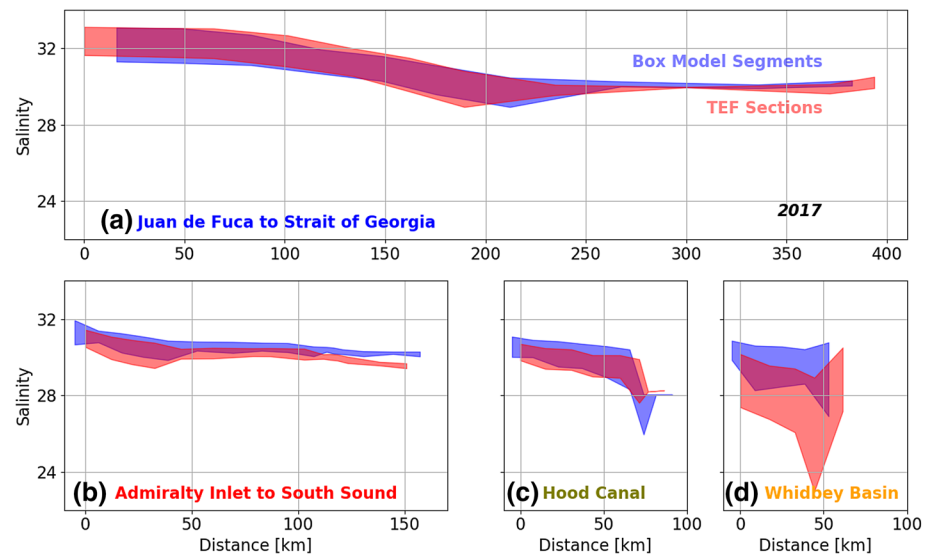 32
28
24
Salinity
Box Model Segments
TEF Sections
2017
(a) Juan de Fuca to Strait of Georgia
0 50 100 150 200 250 300 350 400
32
28
24
Salinity
(b) Admiralty Inlet to South Sound
0 50 100 150
Distance [km]
(c) Hood Canal
0 50 100
Distance [km]
(d) Whidbey Basin
0 50 100
Distance [km]